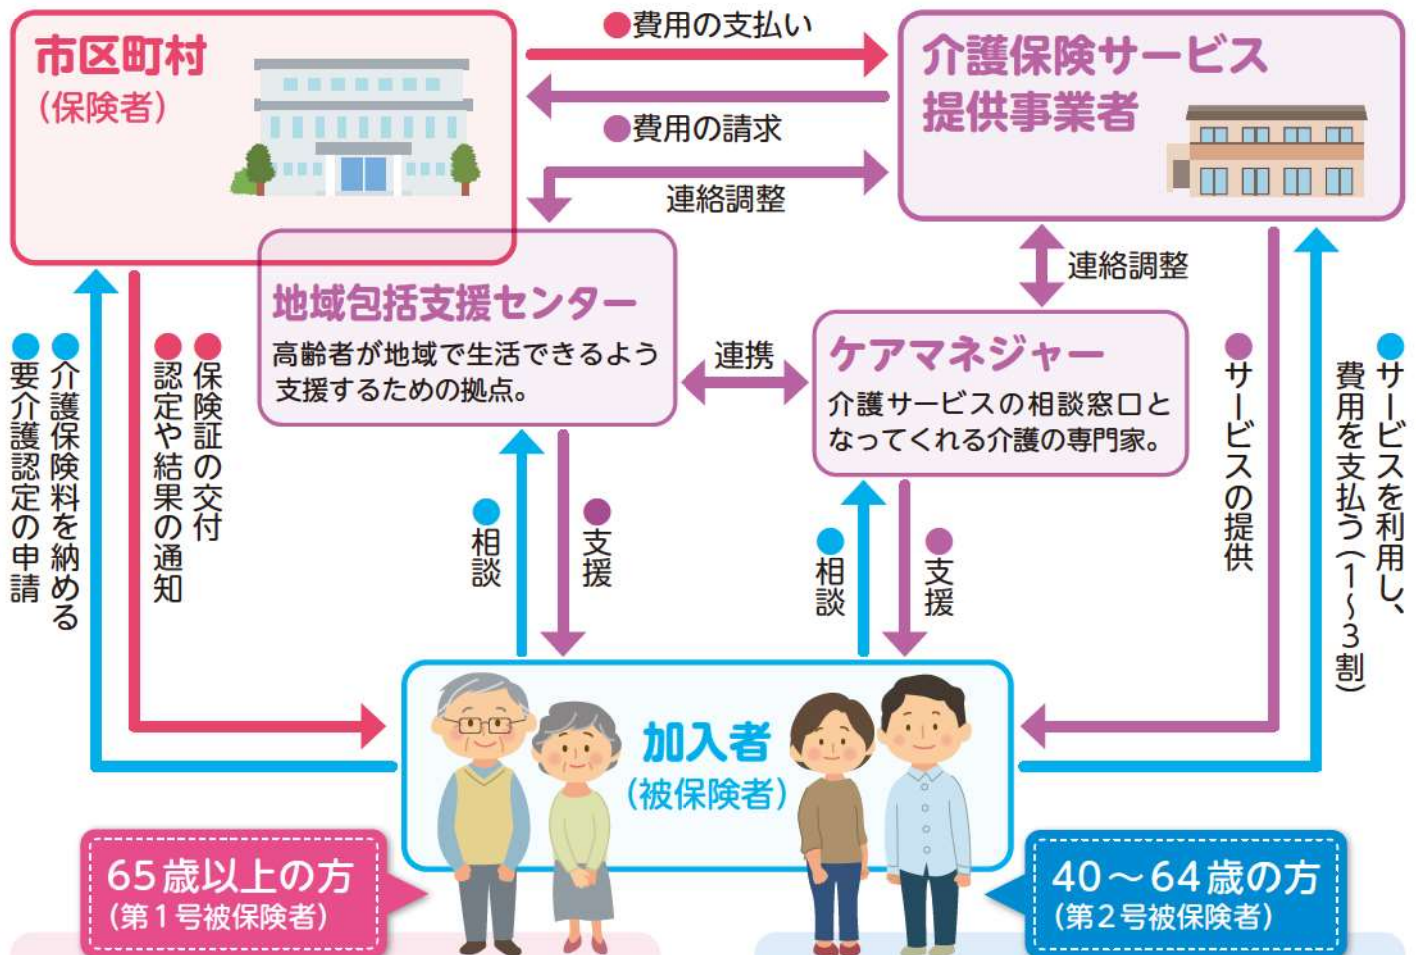 市区町村
（保険者）
●費用の支払い
●費用の請求
連絡調整
介護保険サービス
提供事業者
地域包括支援センター
高齢者が地域で生活できるよう
支援するための拠点。
連携
連絡調整
ケアマネジャー
介護サービスの相談窓口と
なってくれる介護の専門家。
●介護保険料を納める
●要介護認定の申請
●保険証の交付
●認定や結果の通知
●相談
●支援
●相談
●支援
●サービスの提供
●サービスを利用し、
費用を支払う（1～3割）
加入者
（被保険者）
65歳以上の方
（第1号被保険者）
40～64歳の方
（第2号被保険者）